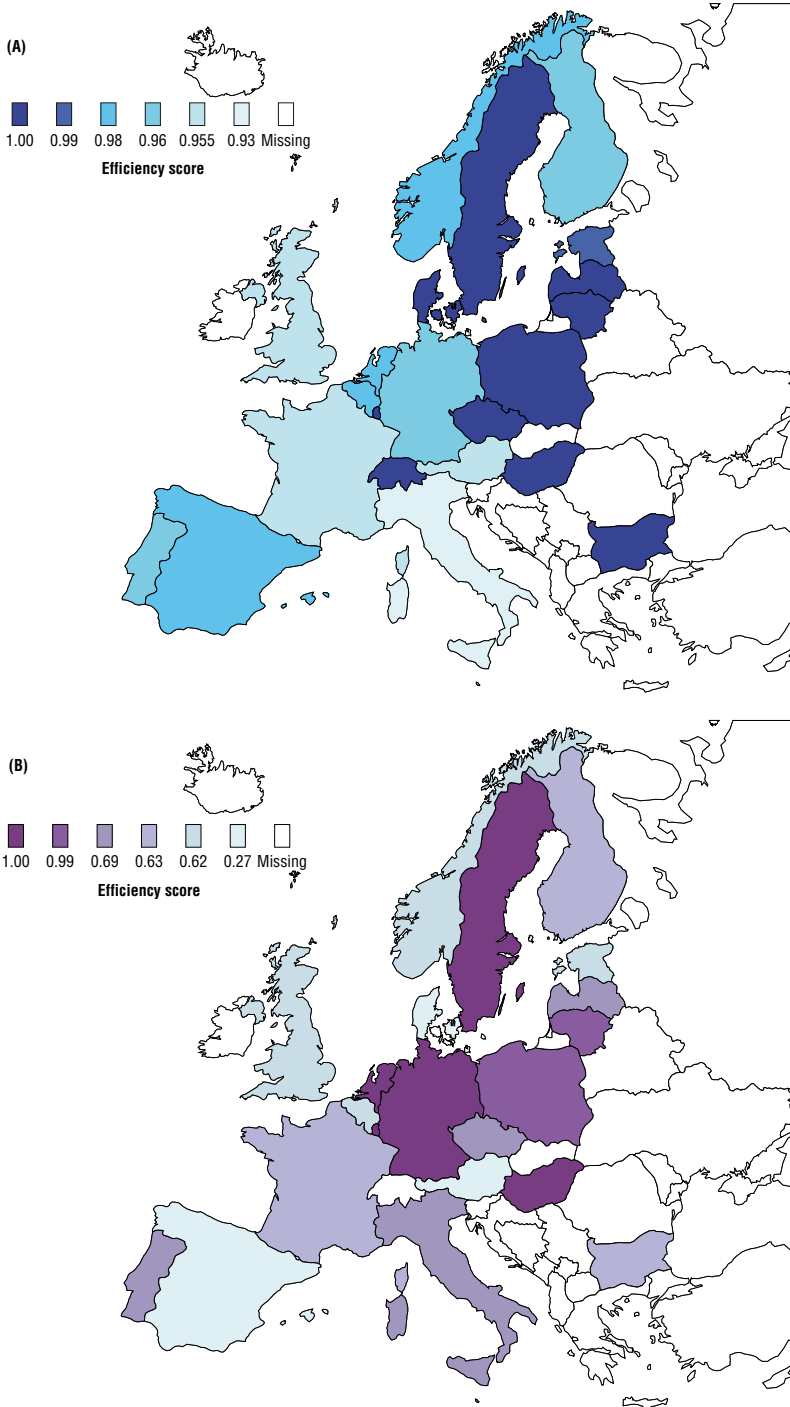 (A)
1.00 0.99 0.98 0.96 0.955 0.93 Missing
Efficiency score
(B)
1.00 0.99 0.69 0.63 0.62 0.27 Missing
Efficiency score